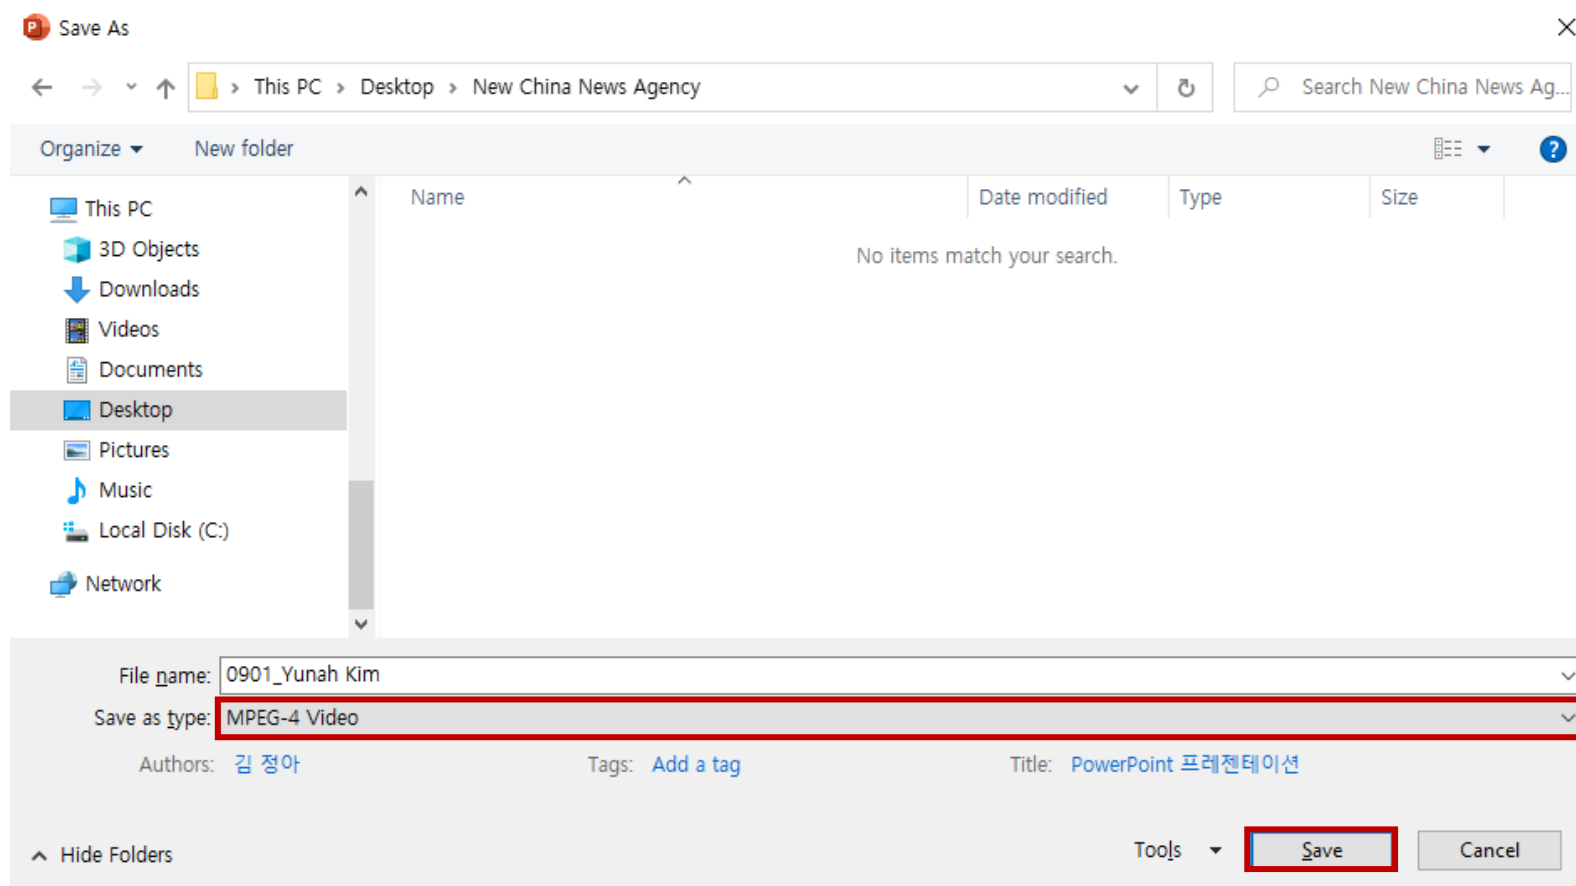 Save As
This PC > Desktop > New China News Agency
Search New China News Ag...
Organize
New folder
Name
Date modified
Type
Size
No items match your search.
This PC
3D Objects
Downloads
Videos
Documents
Desktop
Pictures
Music
Local Disk (C:)
Network
File name: 0901_Yunah Kim
Save as type: MPEG-4 Video
Authors: 김 정아
Tags: Add a tag
Title: PowerPoint 프레젠테이션
Hide Folders
Tools
Save
Cancel